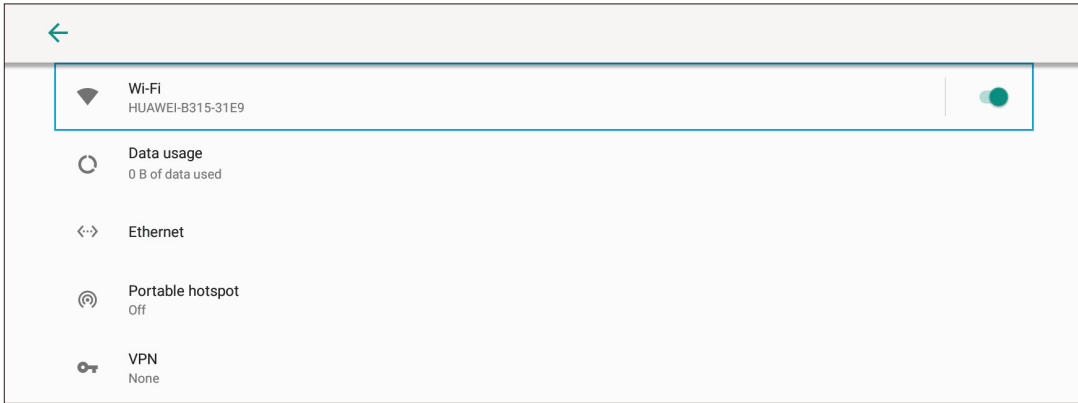 Wi-Fi
HUAWEI-B315-31E9
Data usage
0 B of data used
Ethernet
Portable hotspot
Off
VPN
None